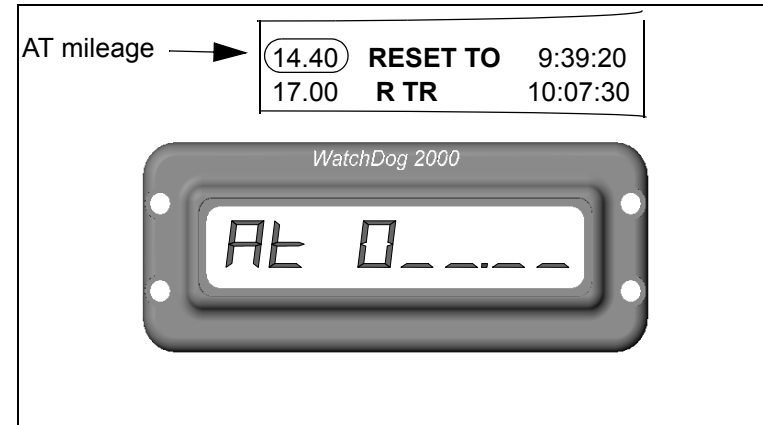 AT mileage
14.40 RESET TO 9:39:20
17.00 R TR 10:07:30
WatchDog 2000
At 0_ _._ _